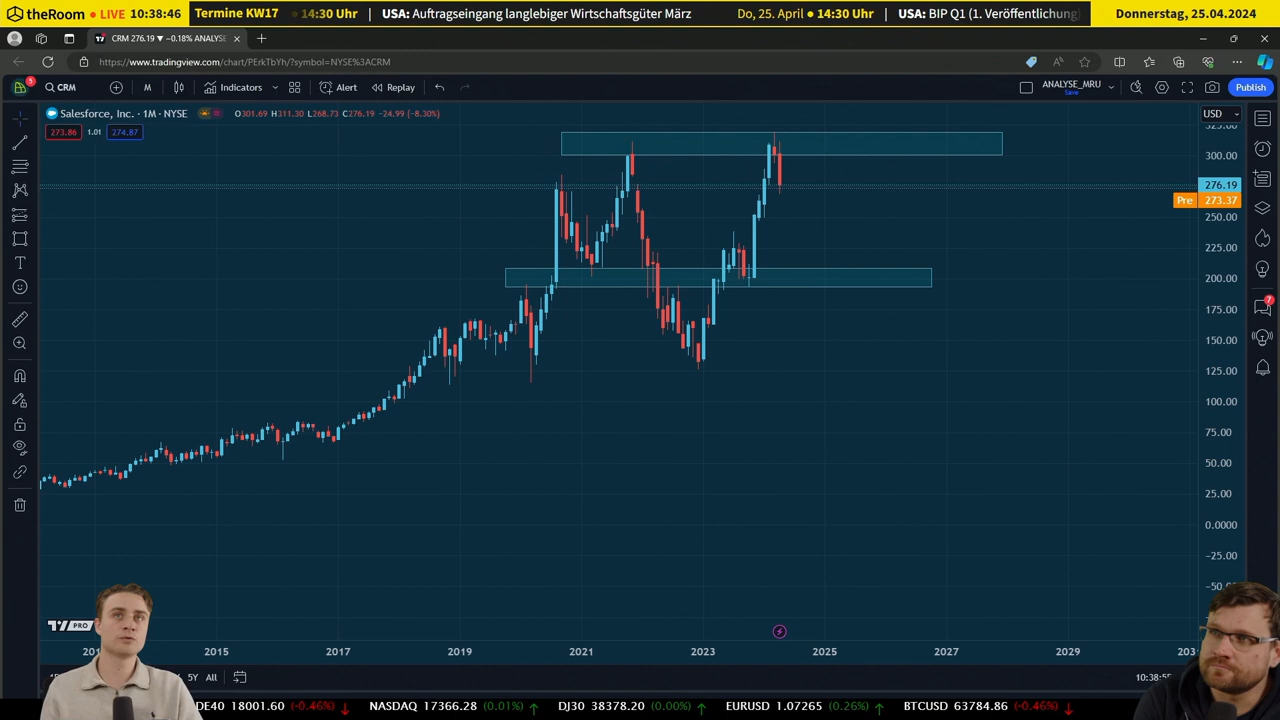 theRoom ● LIVE 10:38:46 Termine KW17 ● 14:30 Uhr | USA: Auftragseingang langlebiger Wirtschaftsgüter März Do, 25. April ● 14:30 Uhr | USA: BIP Q1 (1. Veröffentlichung) Donnerstag, 25.04.2024
CRM 276.19 ▼ −0.18% ANALYSE
https://www.tradingview.com/chart/PErkTbYh/?symbol=NYSE%3ACRM
5 CRM M Indicators Alert Replay ANALYSE_MRU Save Publish
Salesforce, Inc. · 1M · NYSE O301.69 H311.30 L268.73 C276.19 −24.99 (−8.30%) USD
273.86 1.01 274.87
300.00
276.19
Pre 273.37
250.00
225.00
200.00
175.00
150.00
125.00
100.00
75.00
50.00
25.00
0.0000
−25.00
7
PRO
2015 2017 2019 2021 2023 2025 2027 2029
5Y All
DE40 18001.60 (-0.46%) ↓ NASDAQ 17366.28 (0.01%) ↑ DJ30 38378.20 (0.00%) ↑ EURUSD 1.07265 (0.26%) ↑ BTCUSD 63784.86 (-0.46%) ↓